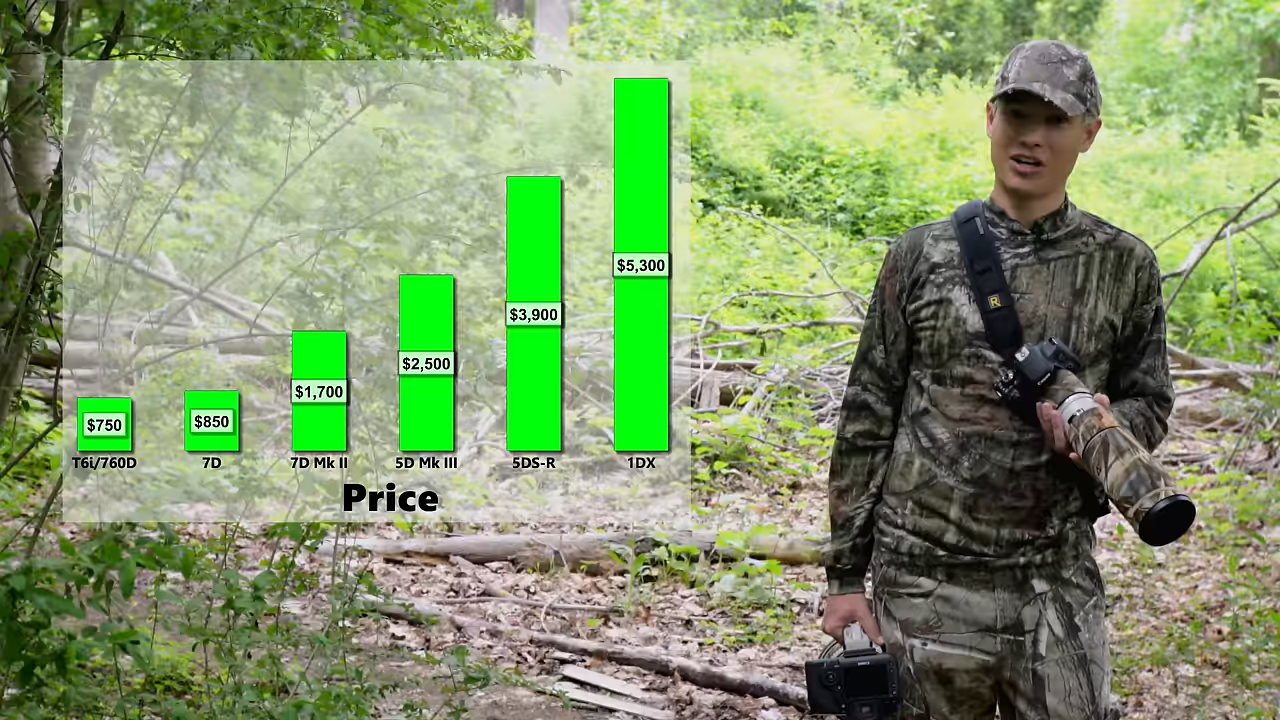 $5,300
$3,900
$2,500
$1,700
$850
$750
T6i/760D 7D 7D Mk II 5D Mk III 5DS-R 1DX
Price
R